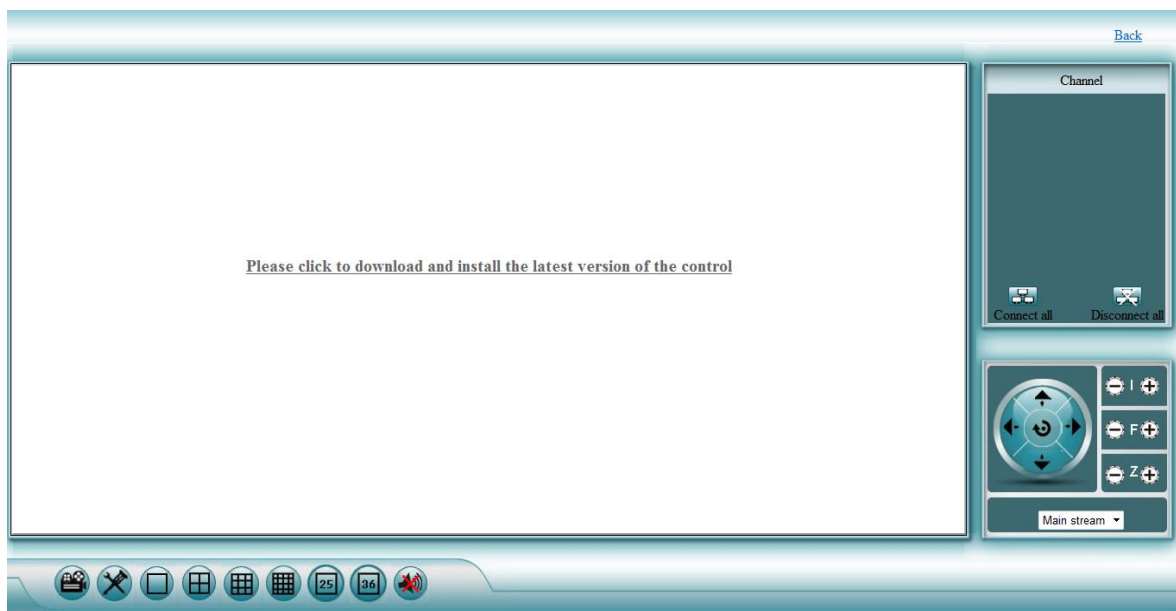 Back
Channel
Please click to download and install the latest version of the control
Connect all Disconnect all
I
F
Z
Main stream
25 36